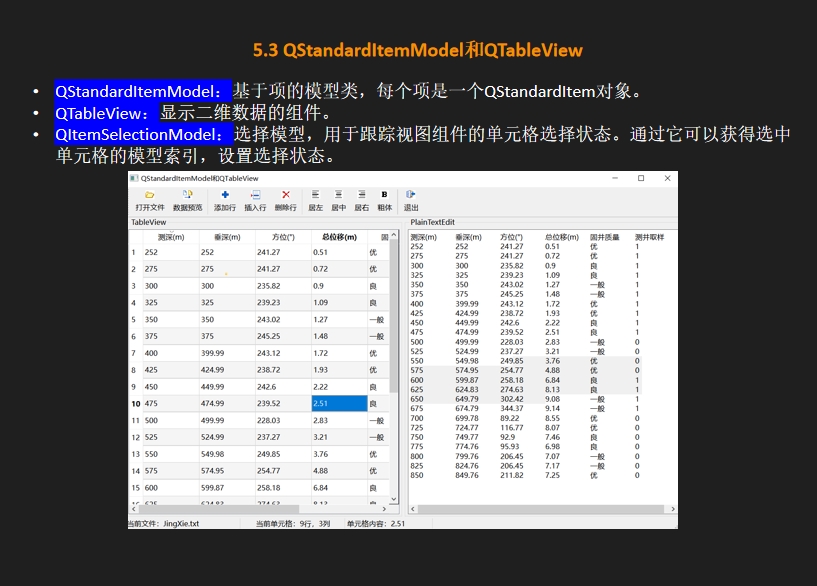 5.3 QStandardItemModel和QTableView
• QStandardItemModel：基于项的模型类，每个项是一个QStandardItem对象。
• QTableView：显示二维数据的组件。
• QItemSelectionModel：选择模型，用于跟踪视图组件的单元格选择状态。通过它可以获得选中
单元格的模型索引，设置选择状态。
QStandardItemModel和QTableView
打开文件 数据预览 添加行 插入行 删除行 居左 居中 居右 粗体 退出
TableView
测深(m) 垂深(m) 方位(°) 总位移(m) 固
1 252 252 241.27 0.51 优
2 275 275 241.27 0.72 优
3 300 300 235.82 0.9 良
4 325 325 239.23 1.09 良
5 350 350 243.02 1.27 一般
6 375 375 245.25 1.48 一般
7 400 399.99 243.12 1.72 优
8 425 424.99 238.72 1.93 优
9 450 449.99 242.6 2.22 良
10 475 474.99 239.52 2.51 良
11 500 499.99 228.03 2.83 一般
12 525 524.99 237.27 3.21 一般
13 550 549.98 249.85 3.76 优
14 575 574.95 254.77 4.88 优
15 600 599.87 258.18 6.84 良
PlainTextEdit
测深(m) 垂深(m) 方位(°) 总位移(m) 固井质量 测井取样
252 252 241.27 0.51 优 1
275 275 241.27 0.72 优 1
300 300 235.82 0.9 良 1
325 325 239.23 1.09 良 1
350 350 243.02 1.27 一般 1
375 375 245.25 1.48 一般 1
400 399.99 243.12 1.72 优 1
425 424.99 238.72 1.93 优 1
450 449.99 242.6 2.22 良 1
475 474.99 239.52 2.51 良 1
500 499.99 228.03 2.83 一般 0
525 524.99 237.27 3.21 一般 0
550 549.98 249.85 3.76 优 0
575 574.95 254.77 4.88 优 0
600 599.87 258.18 6.84 良 1
625 624.83 274.63 8.13 良 1
650 649.79 302.42 9.08 一般 1
675 674.79 344.37 9.14 一般 1
700 699.78 89.22 8.55 优 0
725 724.77 116.77 8.07 优 0
750 749.77 92.9 7.46 良 0
775 774.76 95.93 6.98 良 0
800 799.76 206.45 7.07 一般 0
825 824.76 206.45 7.17 一般 0
850 849.76 211.82 7.25 优 0
当前文件：JingXie.txt 当前单元格：9行，3列 单元格内容：2.51